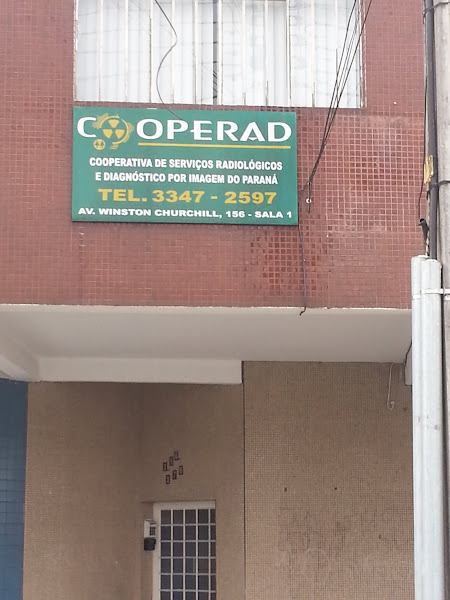 COOPERAD
COOPERATIVA DE SERVIÇOS RADIOLÓGICOS
E DIAGNÓSTICO POR IMAGEM DO PARANÁ
TEL. 3347 - 2597
AV. WINSTON CHURCHILL, 156 - SALA 1